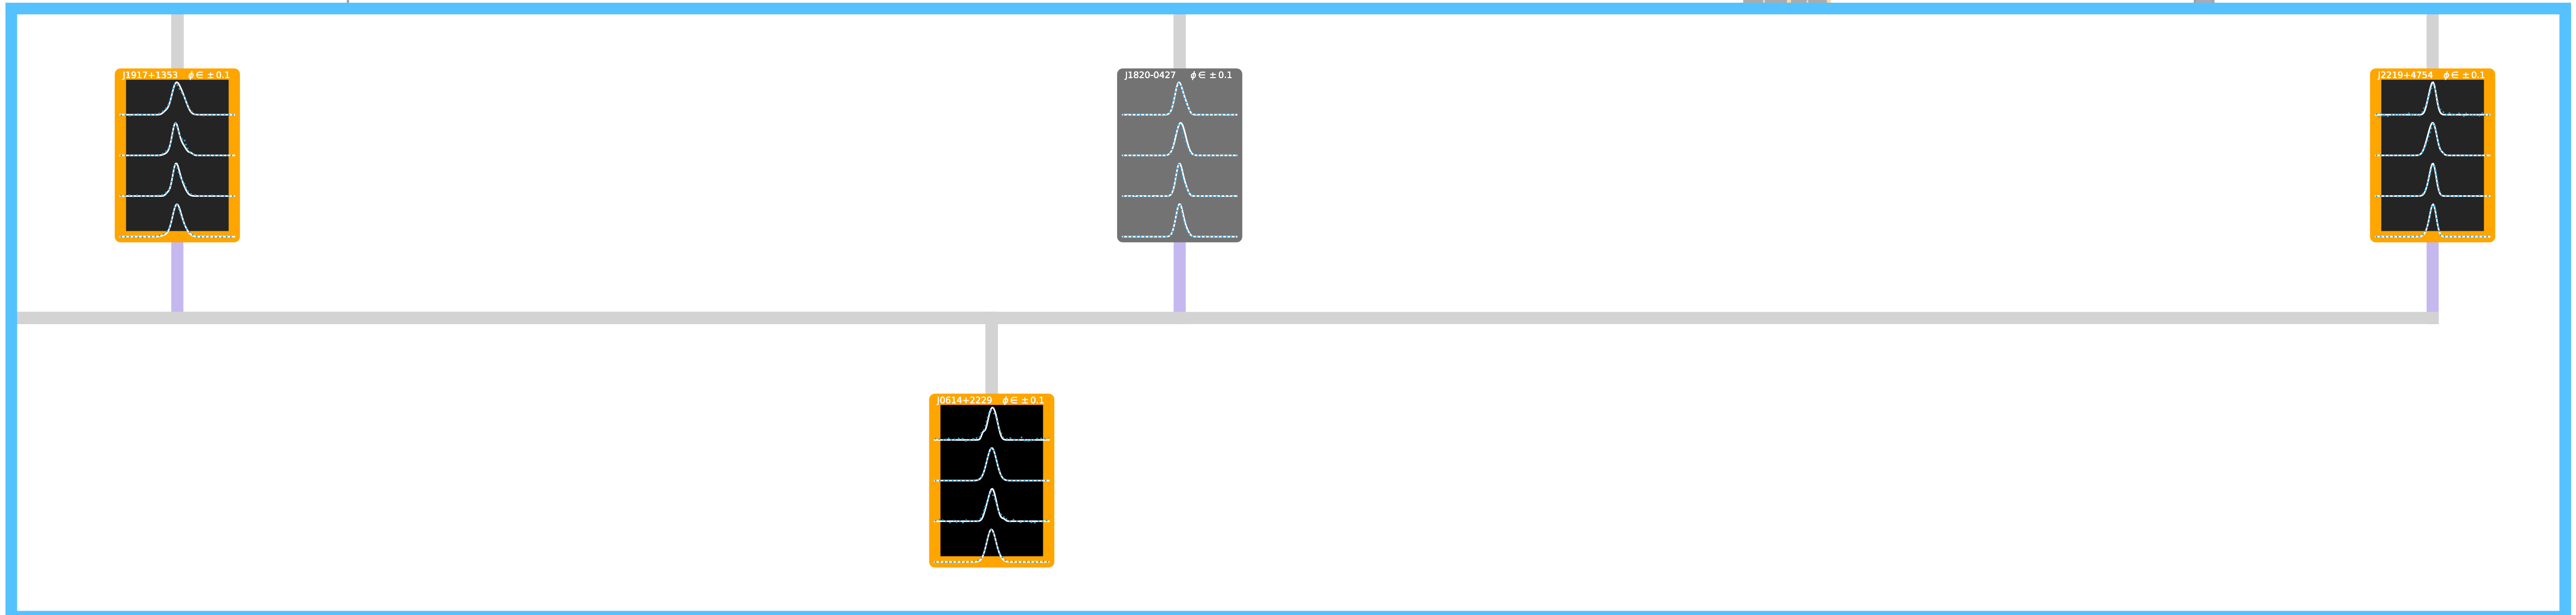 J1917+1353 ϕ ∈ ± 0.1
J1820-0427 ϕ ∈ ± 0.1
J2219+4754 ϕ ∈ ± 0.1
J0614+2229 ϕ ∈ ± 0.1